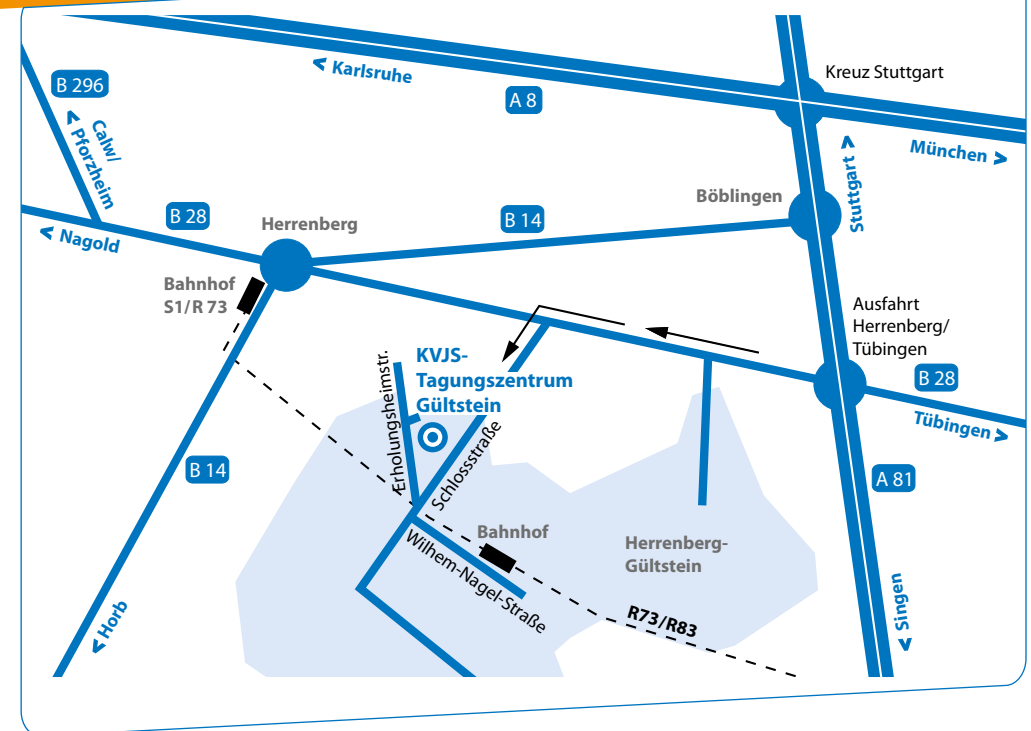 Kreuz Stuttgart
< Karlsruhe
B 296
A 8
Calw/
< Pforzheim
München >
Stuttgart >
Böblingen
B 28
Herrenberg
B 14
< Nagold
Bahnhof
S1/R 73
Ausfahrt
Herrenberg/
Tübingen
KVJS-
Tagungszentrum
Gültstein
B 28
Tübingen >
Erholungsheimstr.
Schlossstraße
B 14
A 81
Bahnhof
Herrenberg-
Gültstein
Wilhem-Nagel-Straße
R73/R83
< Horb
< Singen